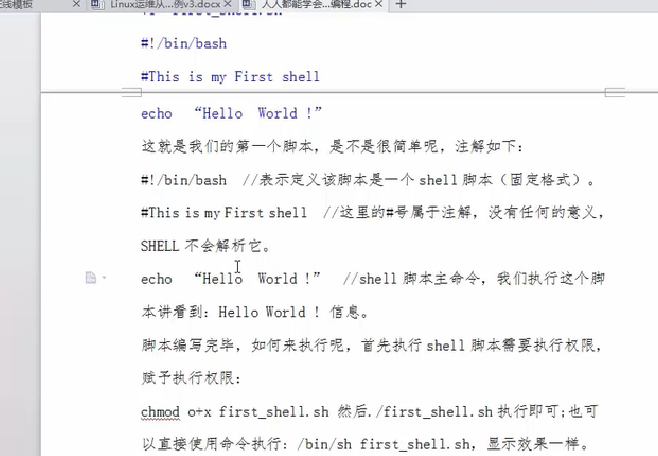 在线模板
Linux运维从...例v3.docx
人人都能学会...编程.doc
vi first_shell.sh
#!/bin/bash
#This is my First shell
echo “Hello World !”
这就是我们的第一个脚本，是不是很简单呢，注解如下：
#!/bin/bash //表示定义该脚本是一个 shell 脚本（固定格式）。
#This is my First shell //这里的#号属于注解，没有任何的意义，
SHELL 不会解析它。
echo “Hello World !” //shell 脚本主命令，我们执行这个脚
本讲看到：Hello World ! 信息。
脚本编写完毕，如何来执行呢，首先执行 shell 脚本需要执行权限，
赋予执行权限：
chmod o+x first_shell.sh 然后./first_shell.sh 执行即可;也可
以直接使用命令执行：/bin/sh first_shell.sh，显示效果一样。